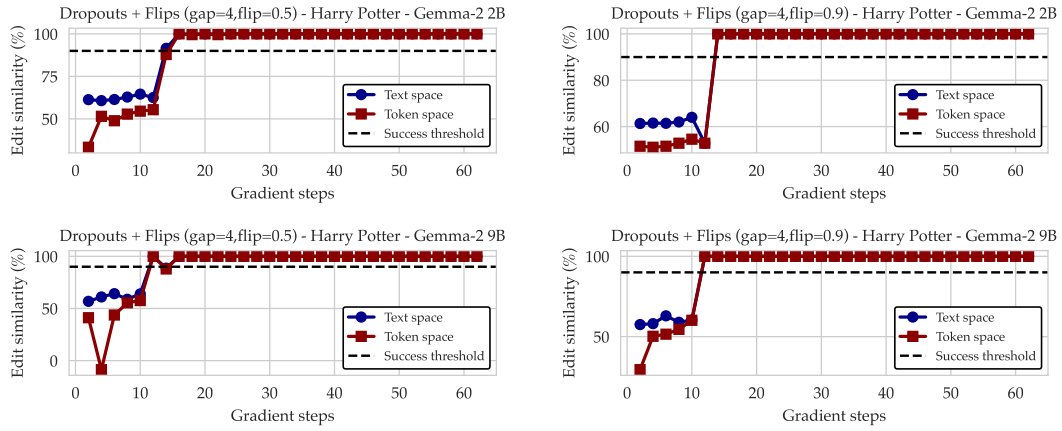 Dropouts + Flips (gap=4,flip=0.5) - Harry Potter - Gemma-2 2B
Edit similarity (%)
100
75
50
Text space
Token space
Success threshold
0 10 20 30 40 50 60
Gradient steps
Dropouts + Flips (gap=4,flip=0.9) - Harry Potter - Gemma-2 2B
Edit similarity (%)
100
80
60
Text space
Token space
Success threshold
0 10 20 30 40 50 60
Gradient steps
Dropouts + Flips (gap=4,flip=0.5) - Harry Potter - Gemma-2 9B
Edit similarity (%)
100
50
0
Text space
Token space
Success threshold
0 10 20 30 40 50 60
Gradient steps
Dropouts + Flips (gap=4,flip=0.9) - Harry Potter - Gemma-2 9B
Edit similarity (%)
100
50
Text space
Token space
Success threshold
0 10 20 30 40 50 60
Gradient steps